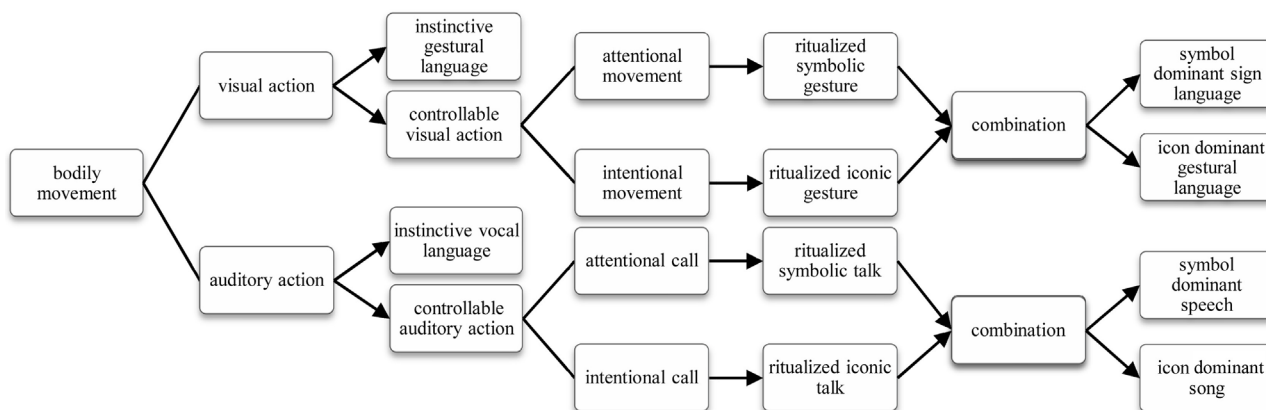 bodily
movement
visual action
auditory action
instinctive
gestural
language
controllable
visual action
instinctive vocal
language
controllable
auditory action
attentional
movement
intentional
movement
attentional call
intentional call
ritualized
symbolic
gesture
ritualized iconic
gesture
ritualized
symbolic talk
ritualized iconic
talk
combination
combination
symbol
dominant sign
language
icon dominant
gestural
language
symbol
dominant
speech
icon dominant
song